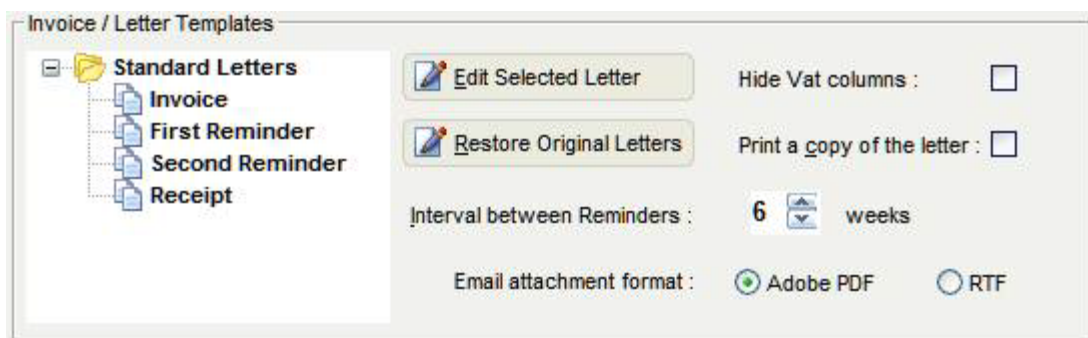 Invoice / Letter Templates
Standard Letters
Invoice
First Reminder
Second Reminder
Receipt
Edit Selected Letter
Restore Original Letters
Hide Vat columns :
Print a copy of the letter :
Interval between Reminders : 6 weeks
Email attachment format : Adobe PDF RTF